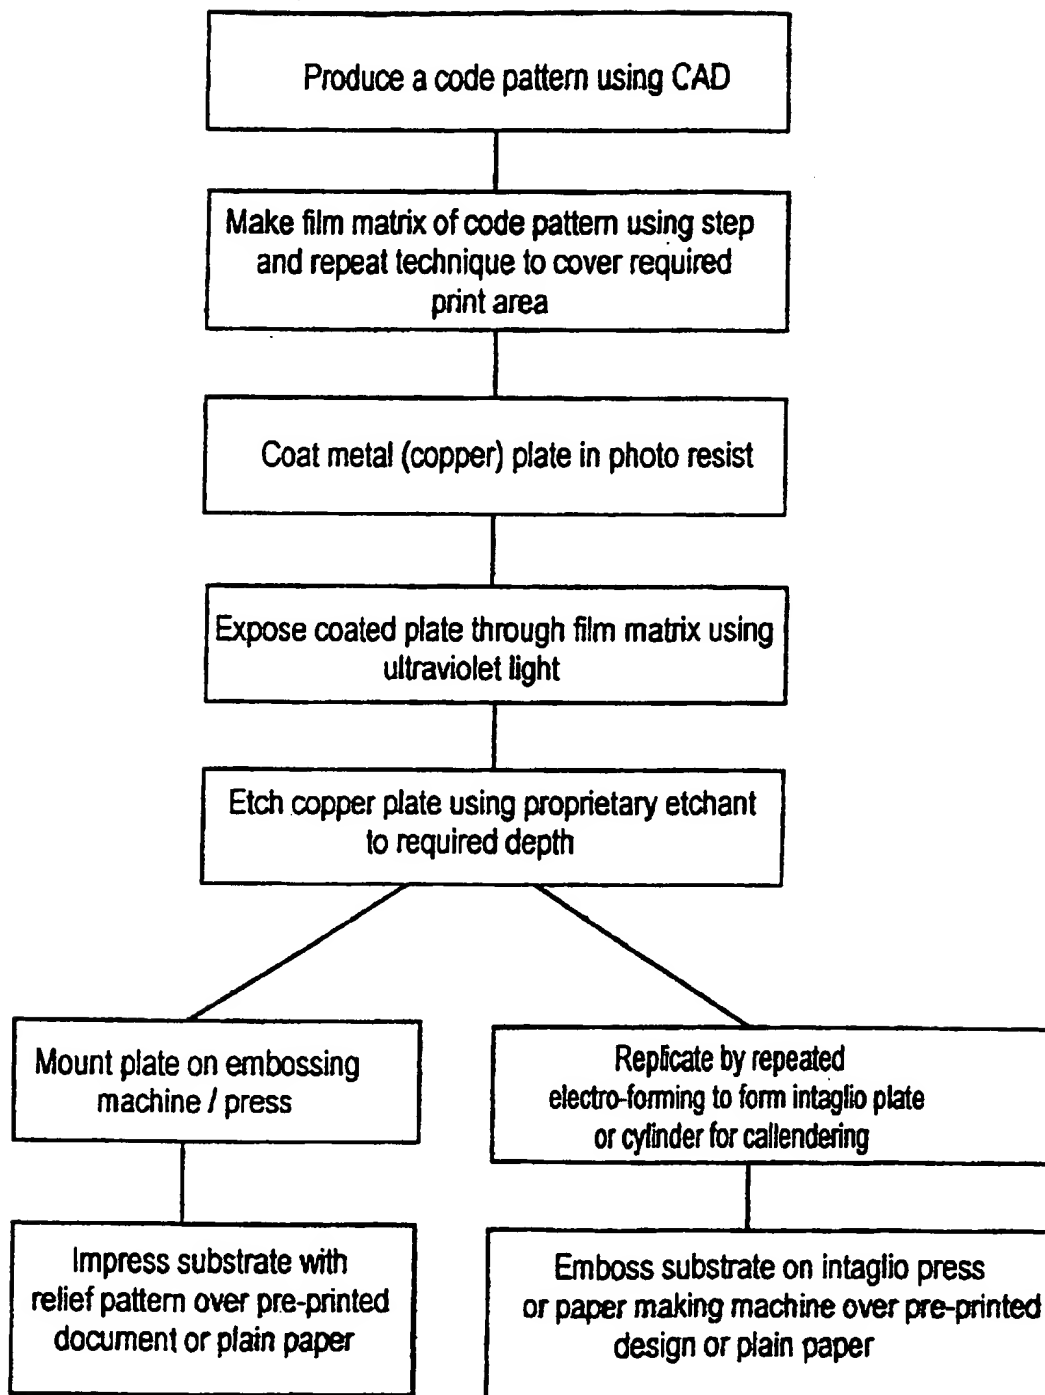 Produce a code pattern using CAD
Make film matrix of code pattern using step
and repeat technique to cover required
print area
Coat metal (copper) plate in photo resist
Expose coated plate through film matrix using
ultraviolet light
Etch copper plate using proprietary etchant
to required depth
Mount plate on embossing
machine / press
Replicate by repeated
electro-forming to form intaglio plate
or cylinder for callendering
Impress substrate with
relief pattern over pre-printed
document or plain paper
Emboss substrate on intaglio press
or paper making machine over pre-printed
design or plain paper